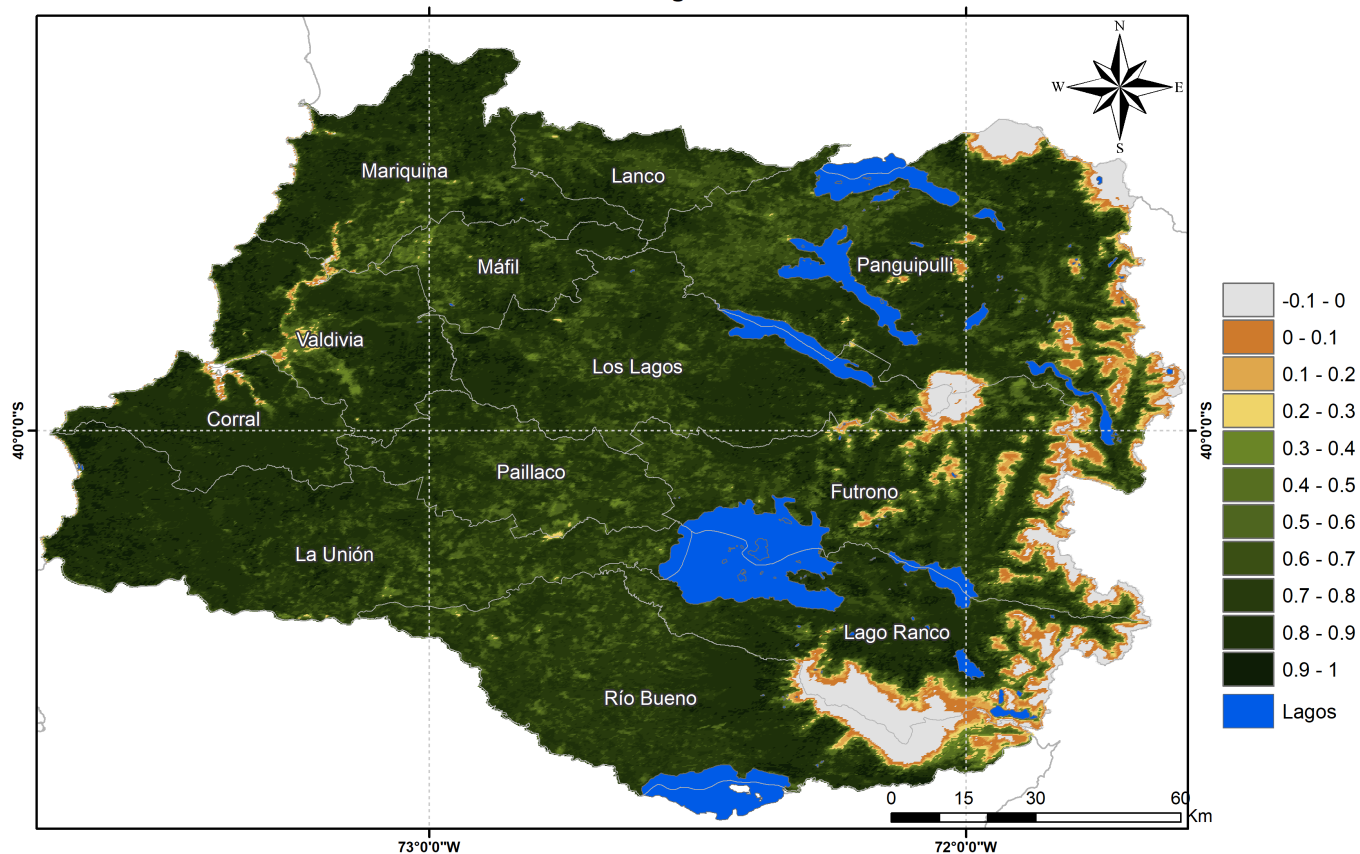 N
W
E
S
Mariquina
Lanco
Máfil
Panguipulli
Valdivia
Los Lagos
Corral
Paillaco
Futrono
La Unión
Lago Ranco
Río Bueno
40°0'0"S
40°0'0"S
-0.1 - 0
0 - 0.1
0.1 - 0.2
0.2 - 0.3
0.3 - 0.4
0.4 - 0.5
0.5 - 0.6
0.6 - 0.7
0.7 - 0.8
0.8 - 0.9
0.9 - 1
Lagos
0 15 30 60
Km
73°0'0"W
72°0'0"W